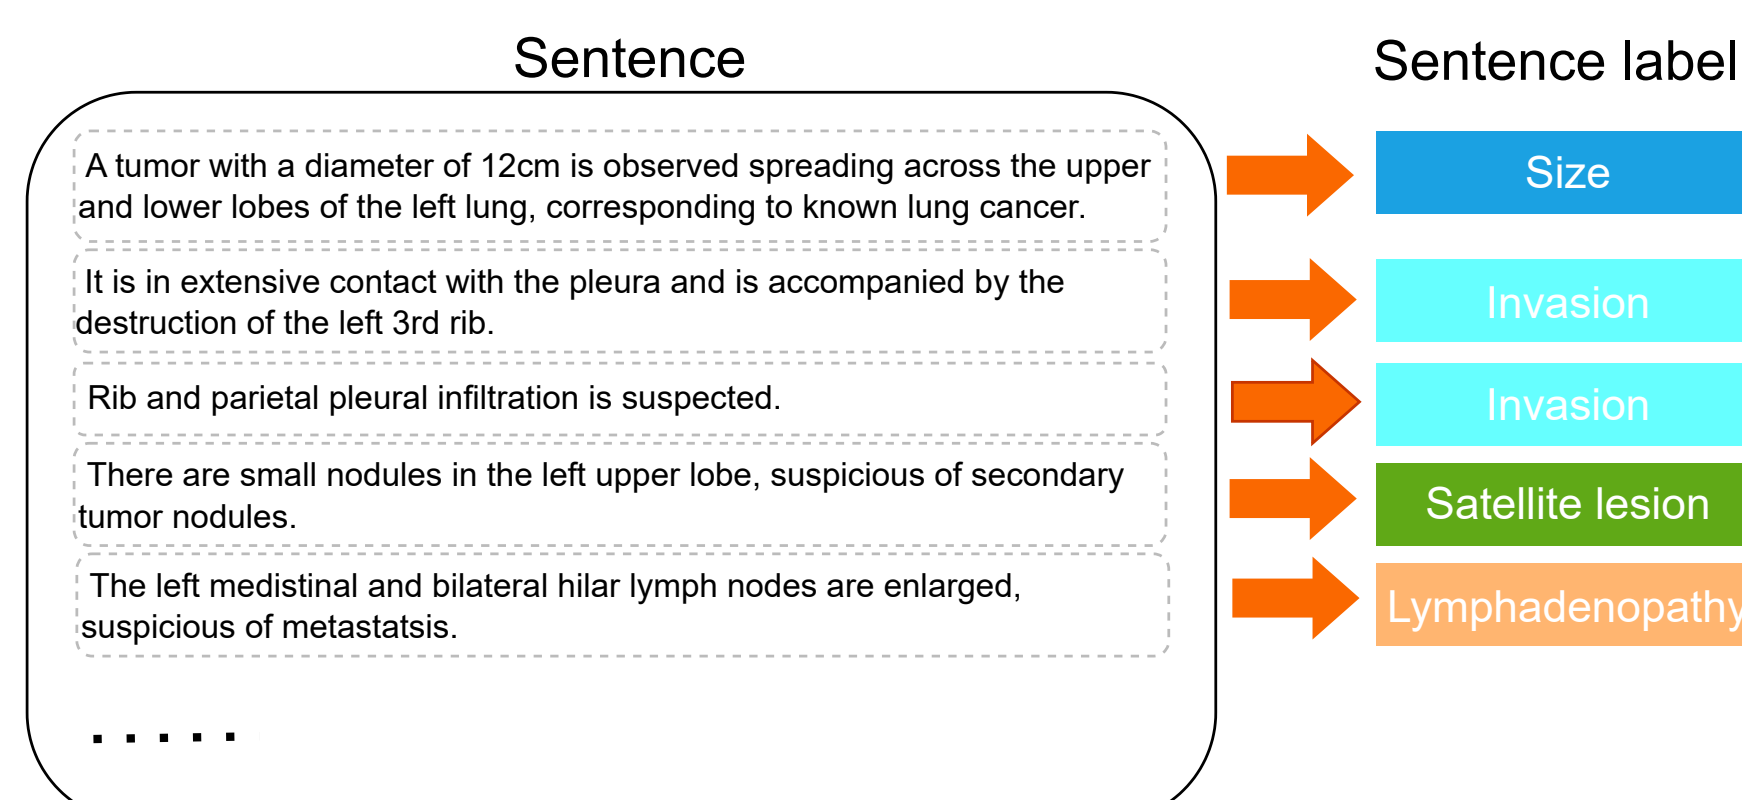 Sentence
Sentence label
A tumor with a diameter of 12cm is observed spreading across the upper
and lower lobes of the left lung, corresponding to known lung cancer.
Size
It is in extensive contact with the pleura and is accompanied by the
destruction of the left 3rd rib.
Invasion
Rib and parietal pleural infiltration is suspected.
Invasion
There are small nodules in the left upper lobe, suspicious of secondary
tumor nodules.
Satellite lesion
The left medistinal and bilateral hilar lymph nodes are enlarged,
suspicious of metastatsis.
Lymphadenopathy
.....